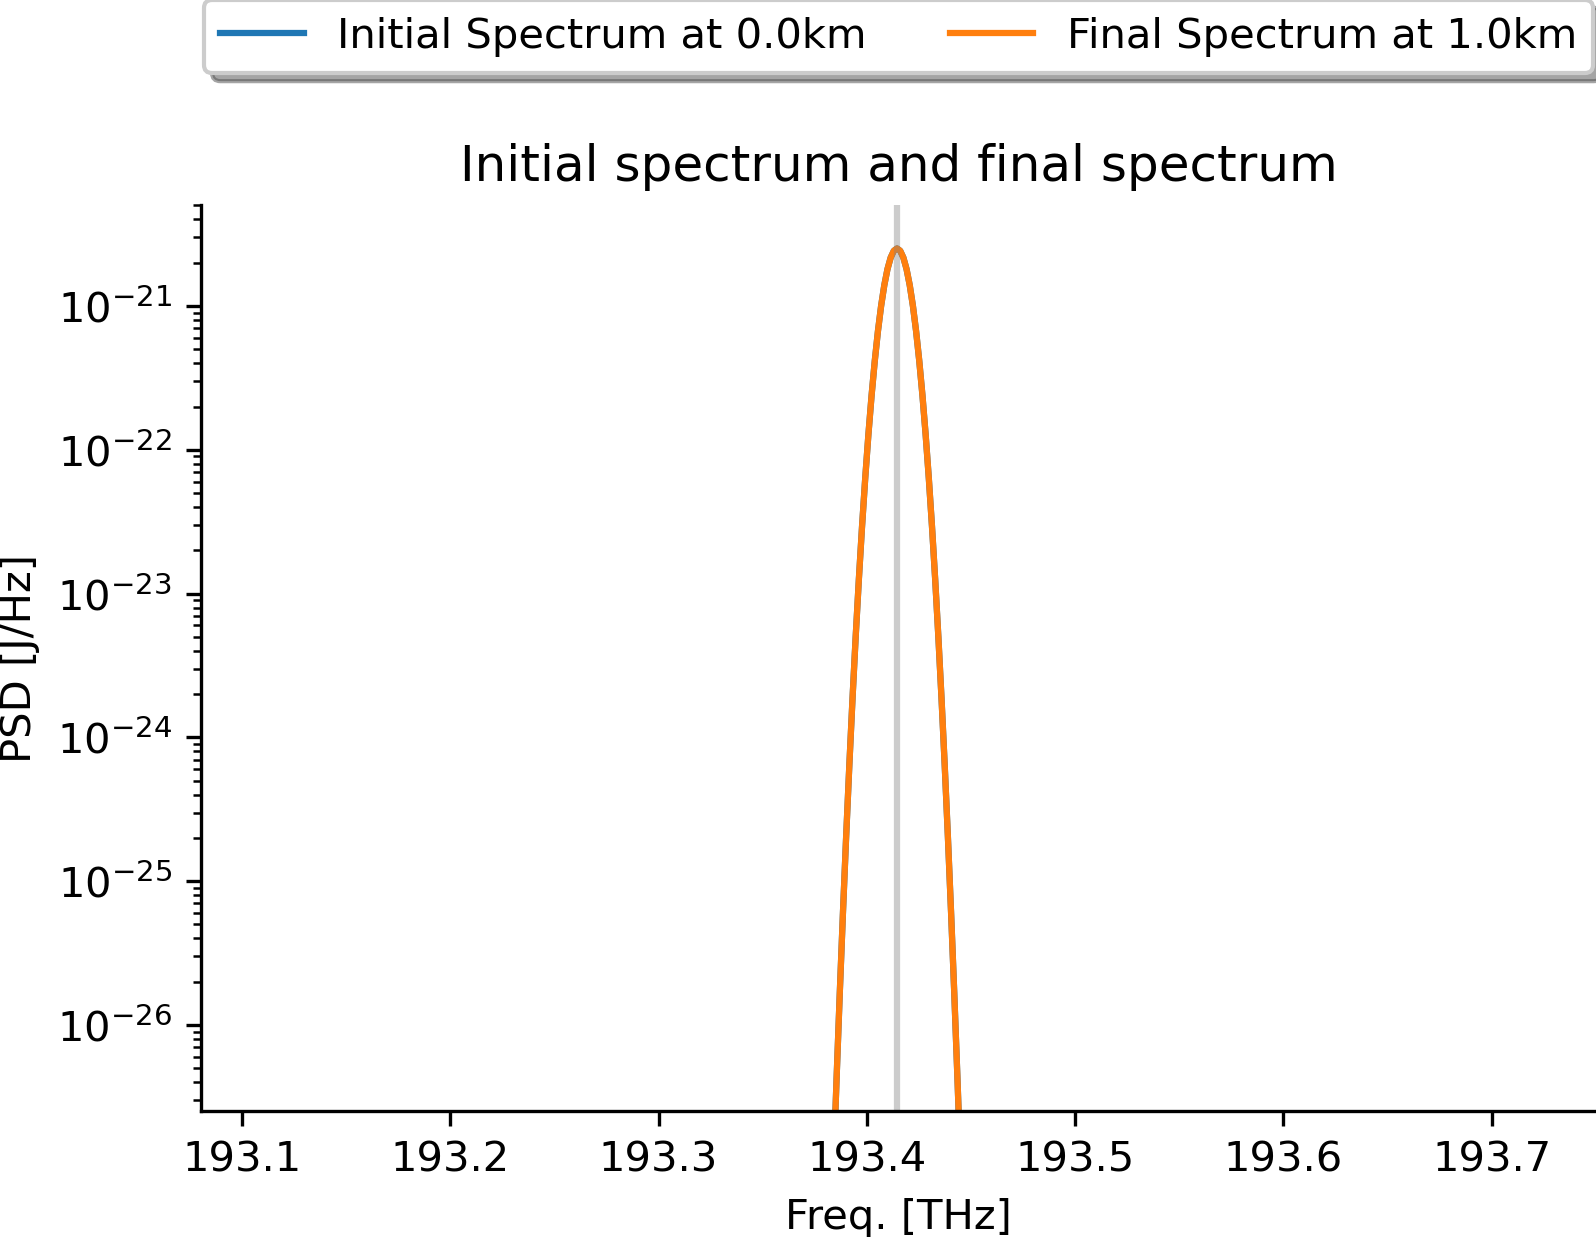 Initial Spectrum at 0.0km
Final Spectrum at 1.0km
Initial spectrum and final spectrum
PSD [J/Hz]
10⁻²¹
10⁻²²
10⁻²³
10⁻²⁴
10⁻²⁵
10⁻²⁶
193.1 193.2 193.3 193.4 193.5 193.6 193.7
Freq. [THz]